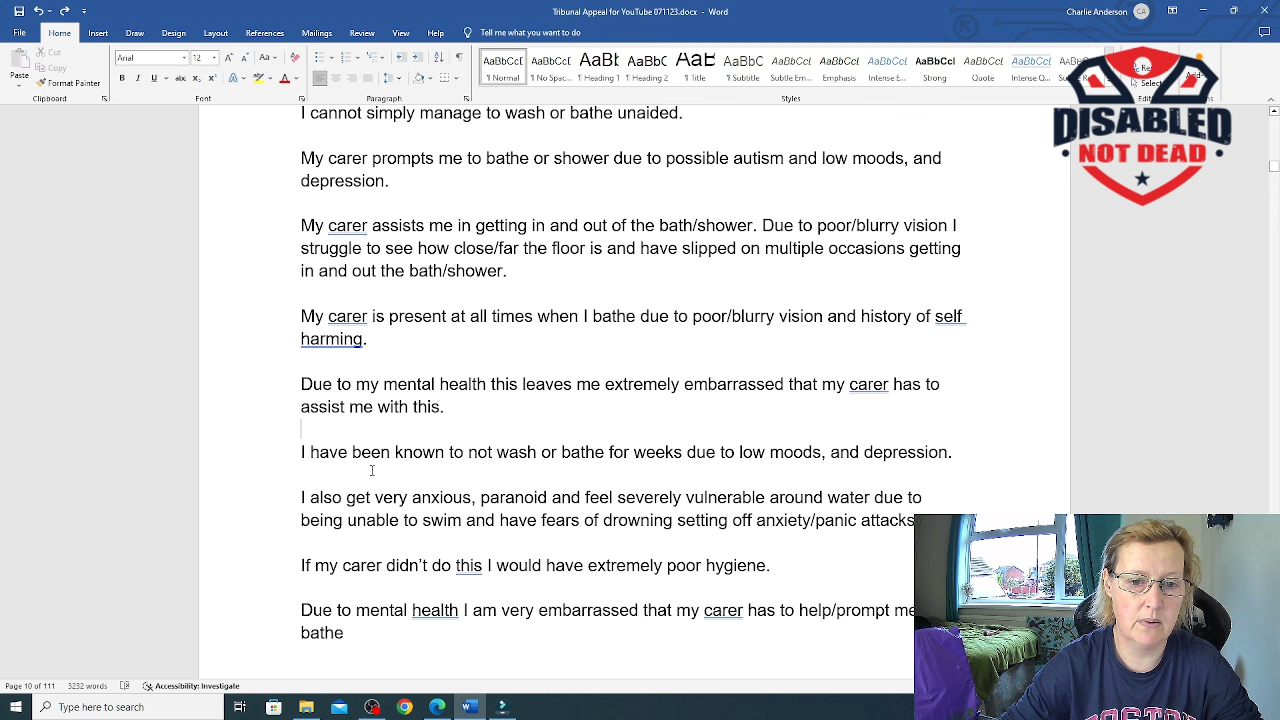 Tribunal Appeal for YouTube 071123.docx - Word
Charlie Anderson CA
File Home Insert Draw Design Layout References Mailings Review View Help Tell me what you want to do
Cut
Copy
Format Painter
Paste
Arial 12
AaBbCcD AaBbCcD AaBb AaBbC AaB AaBbC AaBbCcI AaBbCcI AaBbCcI AaBbCcI AaBbCcI
Normal No Spac... Heading 1 Heading 2 Title Subtitle Subtle Em... Emphasis Intense E... Strong Quote Intense Q...
Clipboard Font Paragraph Styles
DISABLED
NOT DEAD
I cannot simply manage to wash or bathe unaided.
My carer prompts me to bathe or shower due to possible autism and low moods, and
depression.
My carer assists me in getting in and out of the bath/shower. Due to poor/blurry vision I
struggle to see how close/far the floor is and have slipped on multiple occasions getting
in and out the bath/shower.
My carer is present at all times when I bathe due to poor/blurry vision and history of self
harming.
Due to my mental health this leaves me extremely embarrassed that my carer has to
assist me with this.
I have been known to not wash or bathe for weeks due to low moods, and depression.
I also get very anxious, paranoid and feel severely vulnerable around water due to
being unable to swim and have fears of drowning setting off anxiety/panic attacks
If my carer didn't do this I would have extremely poor hygiene.
Due to mental health I am very embarrassed that my carer has to help/prompt me
bathe
Page 10 of 111 3232 words Accessibility: Investigate
Type here to search